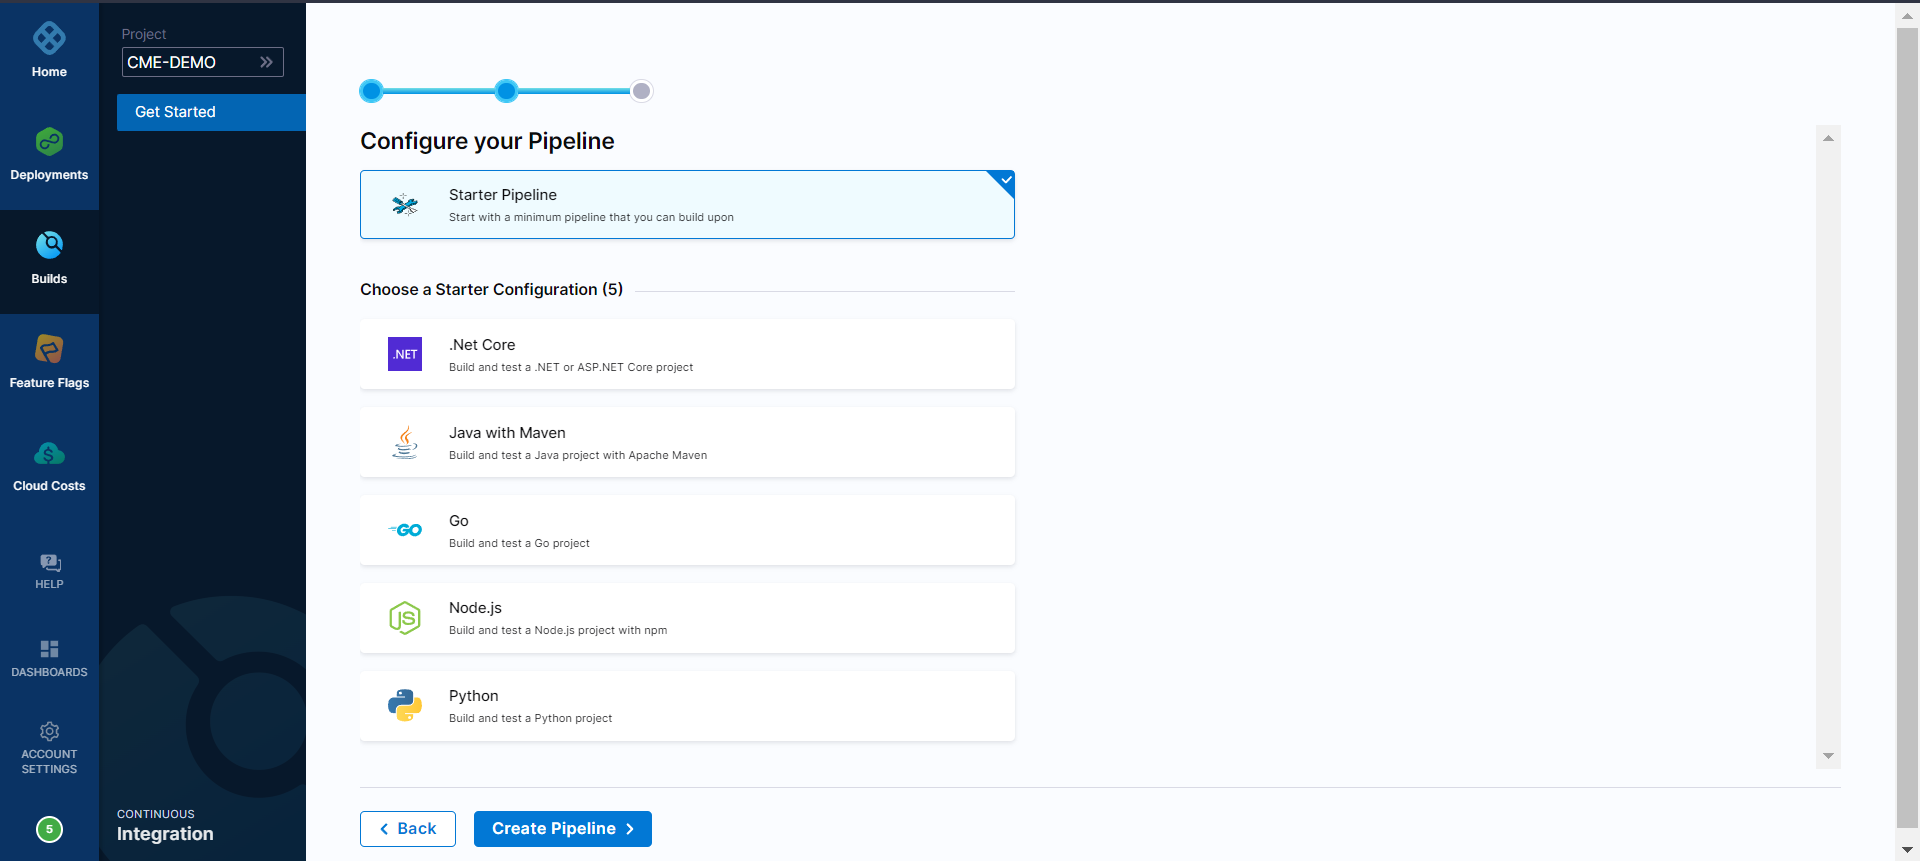 Home
Deployments
Builds
Feature Flags
Cloud Costs
HELP
DASHBOARDS
ACCOUNT
SETTINGS
5
Project
CME-DEMO
Get Started
CONTINUOUS
Integration
Configure your Pipeline
Starter Pipeline
Start with a minimum pipeline that you can build upon
Choose a Starter Configuration (5)
.NET
.Net Core
Build and test a .NET or ASP.NET Core project
Java with Maven
Build and test a Java project with Apache Maven
GO
Go
Build and test a Go project
JS
Node.js
Build and test a Node.js project with npm
Python
Build and test a Python project
Back
Create Pipeline